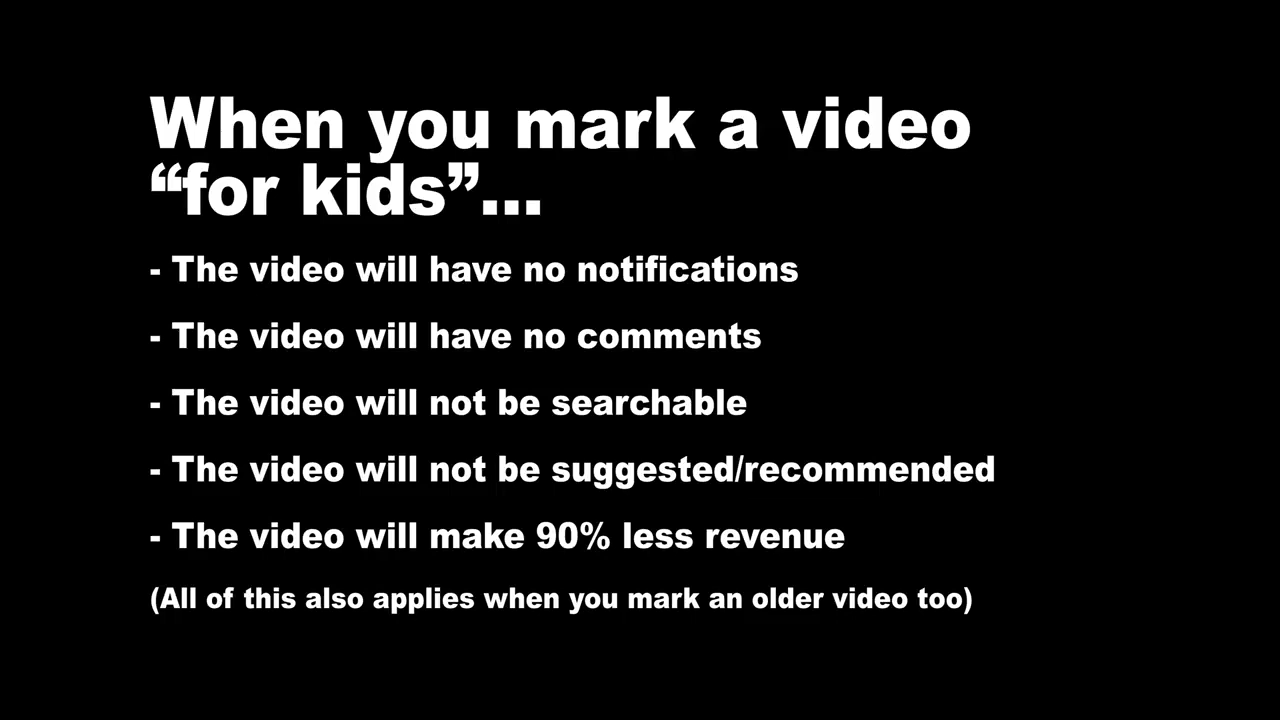 When you mark a video
“for kids”...
- The video will have no notifications
- The video will have no comments
- The video will not be searchable
- The video will not be suggested/recommended
- The video will make 90% less revenue
(All of this also applies when you mark an older video too)